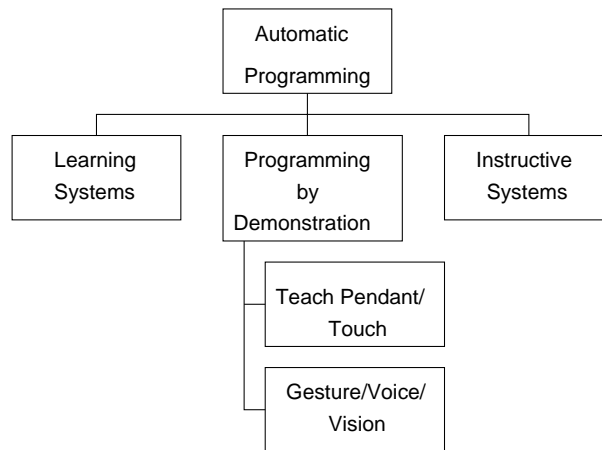 Automatic
Programming
Learning
Systems
Programming
by
Demonstration
Instructive
Systems
Teach Pendant/
Touch
Gesture/Voice/
Vision